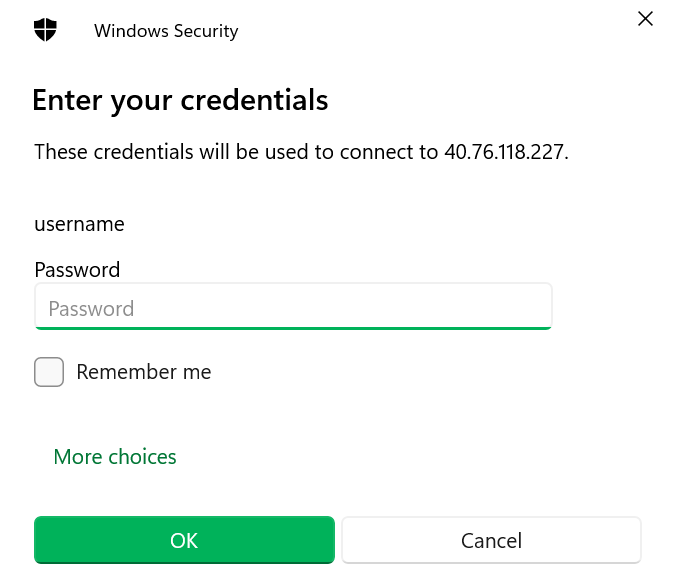 Windows Security
Enter your credentials
These credentials will be used to connect to 40.76.118.227.
username
Password
Password
Remember me
More choices
OK
Cancel